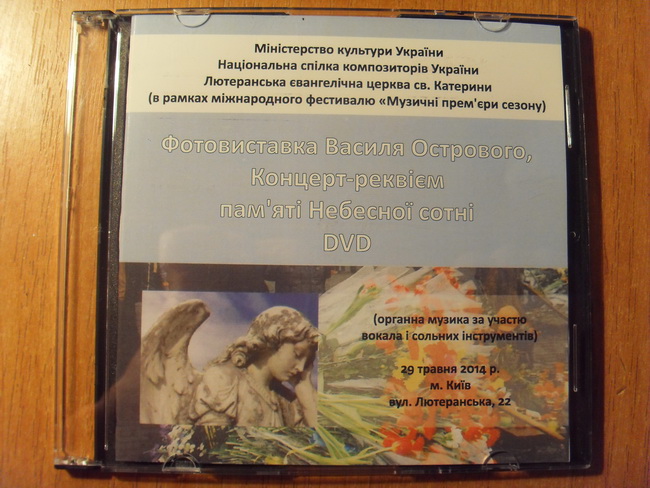 Міністерство культури України
Національна спілка композиторів України
Лютеранська євангелічна церква св. Катерини
(в рамках міжнародного фестивалю «Музичні прем'єри сезону)
Фотовиставка Василя Острового,
Концерт-реквієм
пам'яті Небесної сотні
DVD
(органна музика за участю
вокала і сольних інструментів)
29 травня 2014 р.
м. Київ
вул. Лютеранська, 22